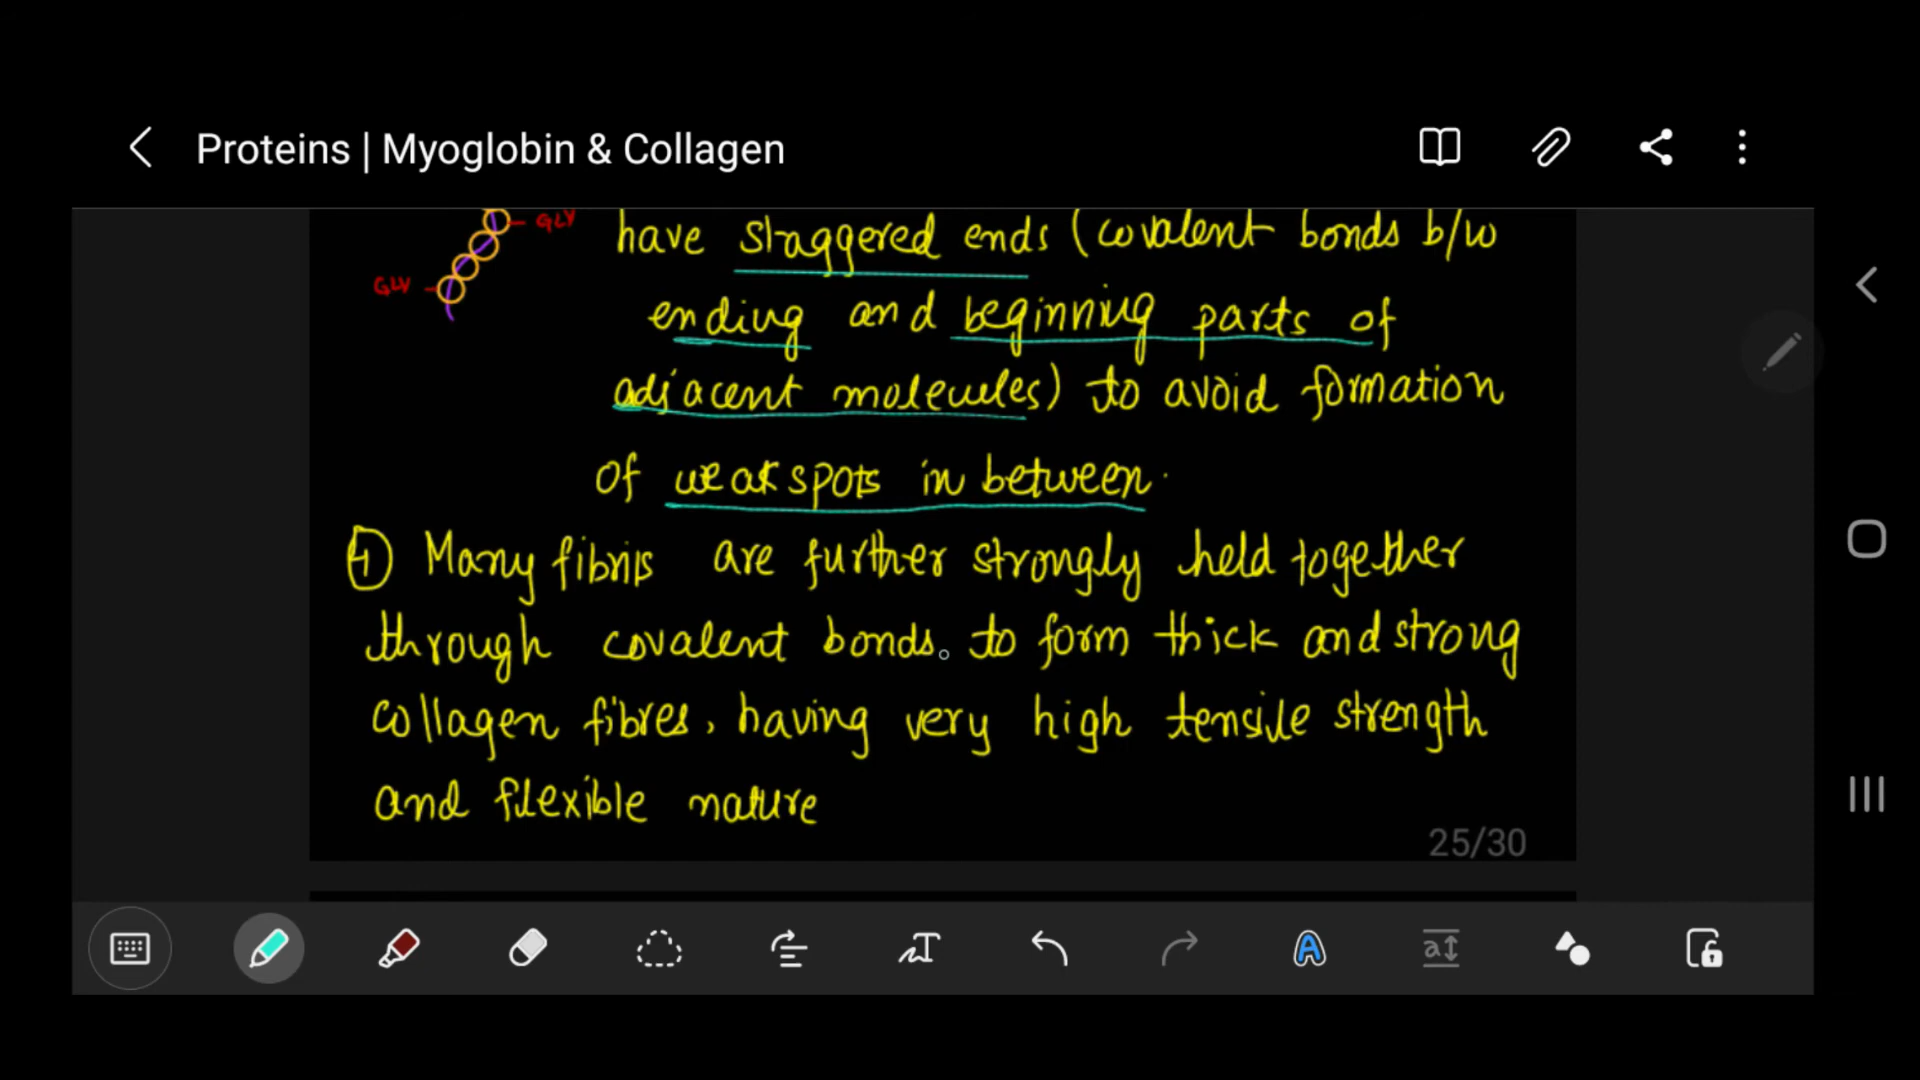 Proteins | Myoglobin & Collagen
GLY
have staggered ends (covalent bonds b/w
GLY
ending and beginning parts of
adjacent molecules) to avoid formation
of weak spots in between.
④ Many fibrils are further strongly held together
through covalent bonds. to form thick and strong
collagen fibres, having very high tensile strength
and flexible nature
25/30